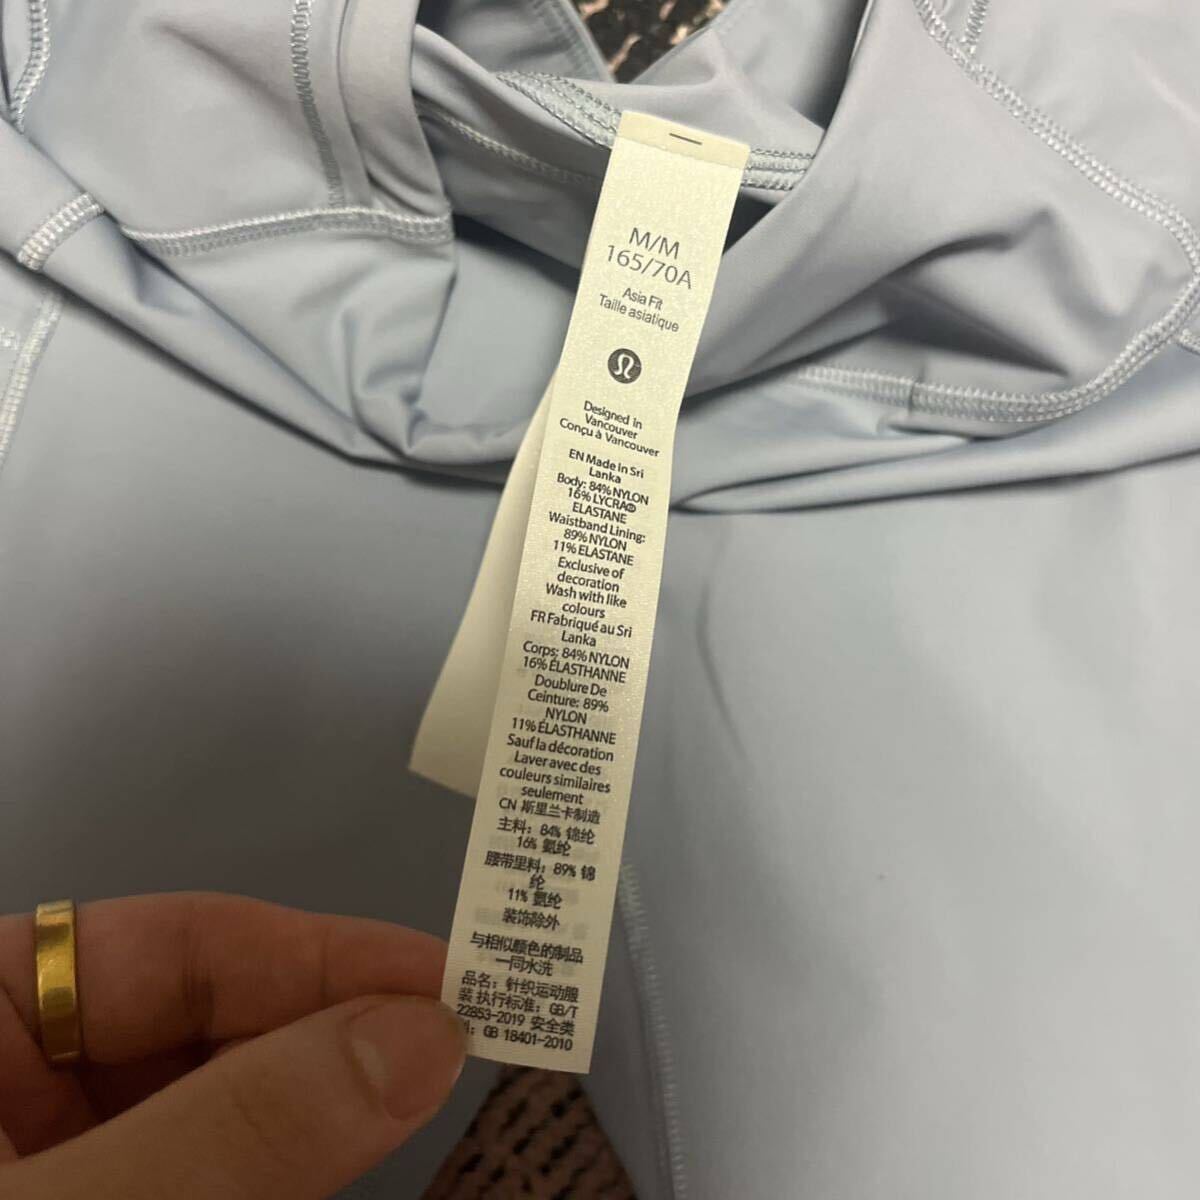 M/M
165/70A
Asia Fit
Taille asiatique
Designed in
Vancouver
Conçu à Vancouver
EN Made in Sri
Lanka
Body: 84% NYLON
16% LYCRA®
ELASTANE
Waistband Lining:
89% NYLON
11% ELASTANE
Exclusive of
decoration
Wash with like
colours
FR Fabriqué au Sri
Lanka
Corps: 84% NYLON
16% ÉLASTHANNE
Doublure De
Ceinture: 89%
NYLON
11% ÉLASTHANNE
Sauf la décoration
Laver avec des
couleurs similaires
seulement
CN 斯里兰卡制造
主料：84% 锦纶
16% 氨纶
腰带里料：89% 锦
纶
11% 氨纶
装饰除外
与相似颜色的制品
一同水洗
品名：针织运动服
装 执行标准：GB/T
22853-2019 安全类
：GB 18401-2010